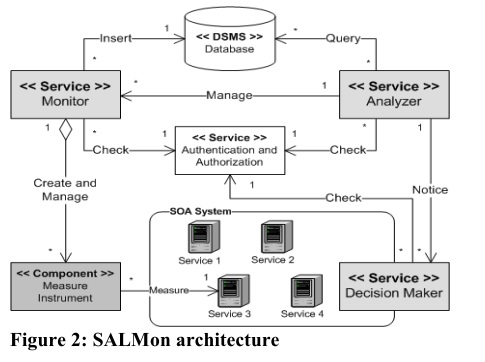 << DSMS >>
Database
Insert
1
*
Query
*
1
*
*
<< Service >>
Monitor
Manage
*
1
<< Service >>
Analyzer
1
*
*
1
<< Service >>
Authentication and
Authorization
1
1
1
Check
Check
Create and
Manage
Check
Notice
SOA System
Service 1
Service 2
Service 3
Service 4
*
*
*
<< Component >>
Measure
Instrument
*
Measure
1
<< Service >>
Decision Maker
Figure 2: SALMon architecture